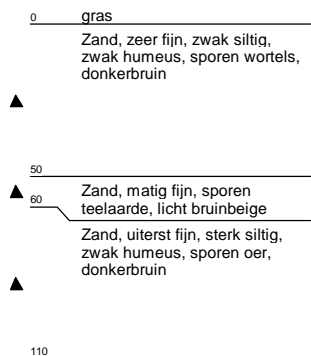 0 gras
Zand, zeer fijn, zwak siltig,
zwak humeus, sporen wortels,
donkerbruin
50
Zand, matig fijn, sporen
60
teelaarde, licht bruinbeige
Zand, uiterst fijn, sterk siltig,
zwak humeus, sporen oer,
donkerbruin
110